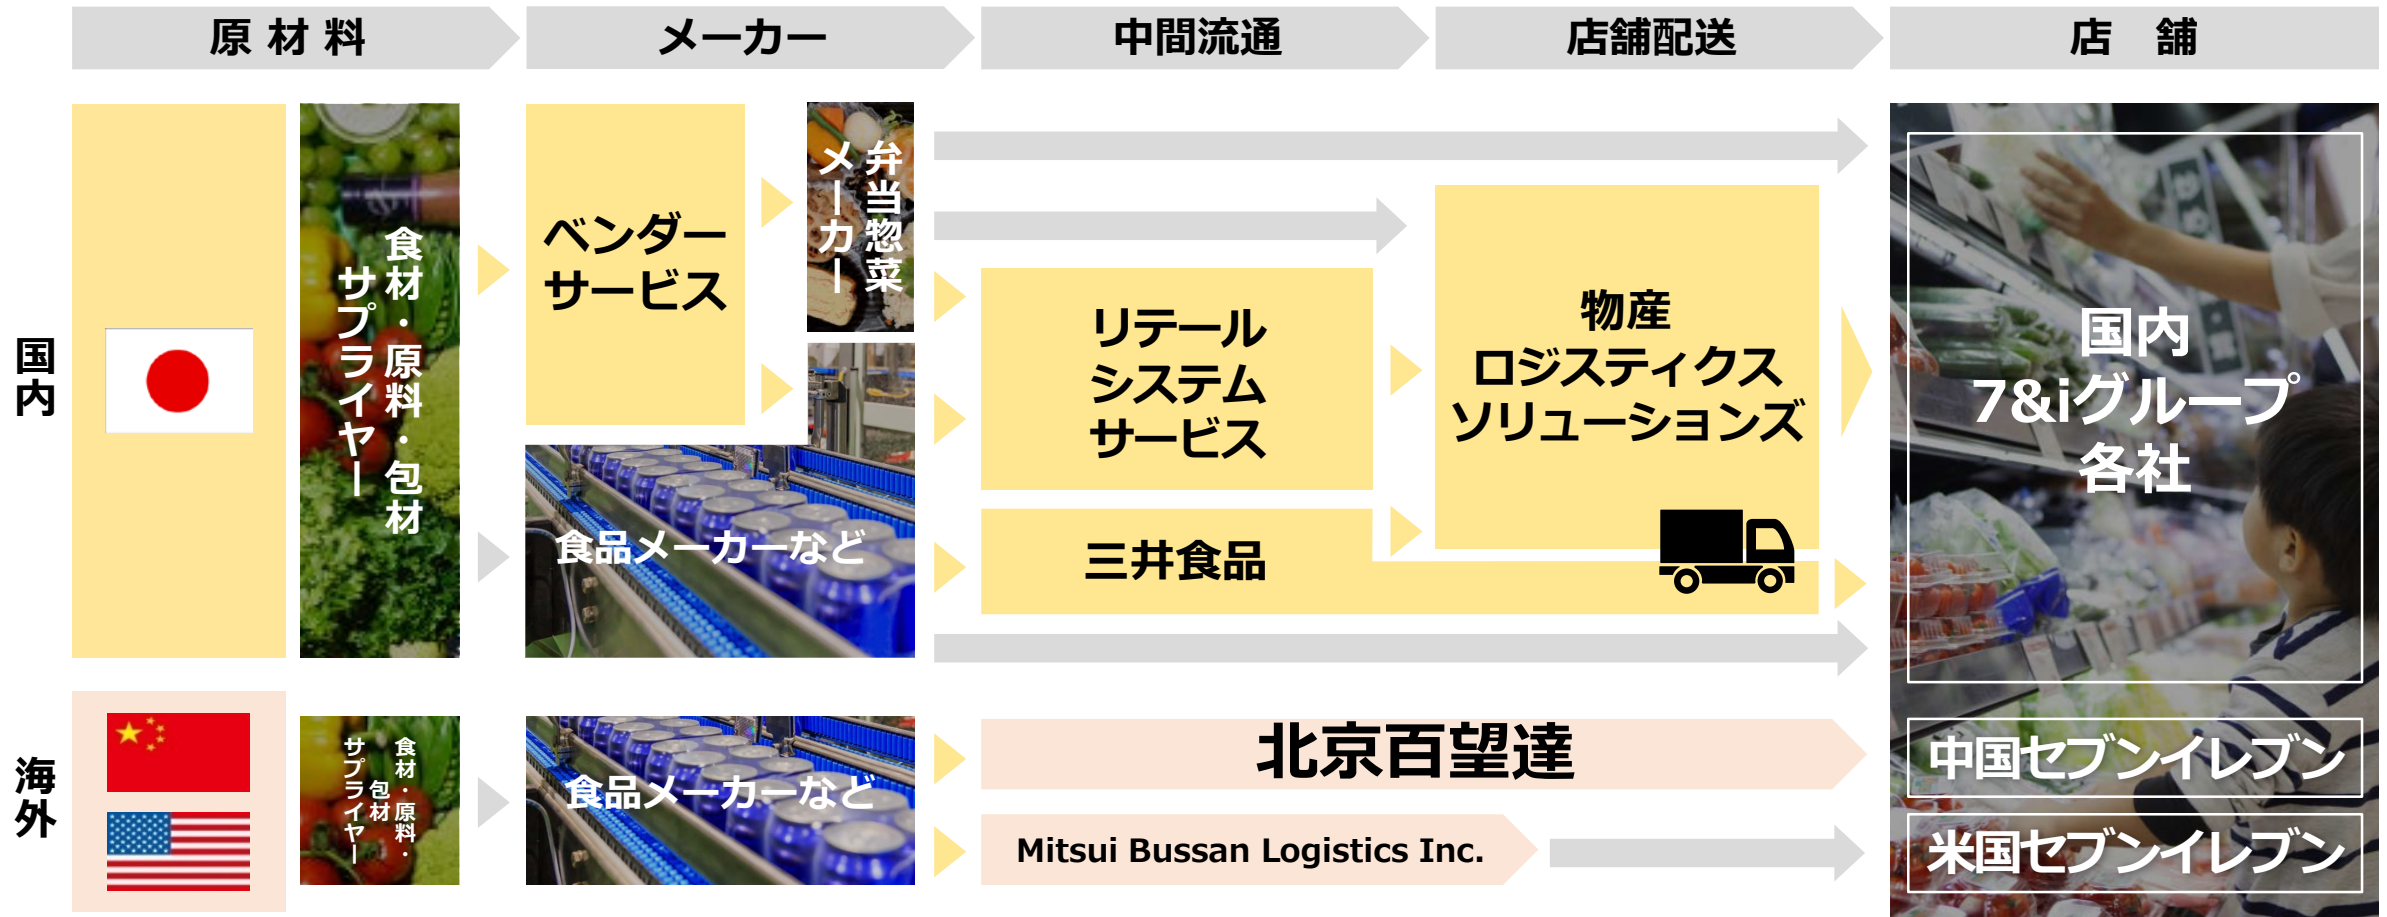 原 材 料
メーカー
中間流通
店舗配送
店　舗
国内
食材・原料・包材
サプライヤー
ベンダー
サービス
弁当惣菜
メーカー
食品メーカーなど
リテール
システム
サービス
三井食品
物産
ロジスティクス
ソリューションズ
国内
7&iグループ
各社
海外
食材・原料・
包材
サプライヤー
食品メーカーなど
北京百望達
Mitsui Bussan Logistics Inc.
中国セブンイレブン
米国セブンイレブン